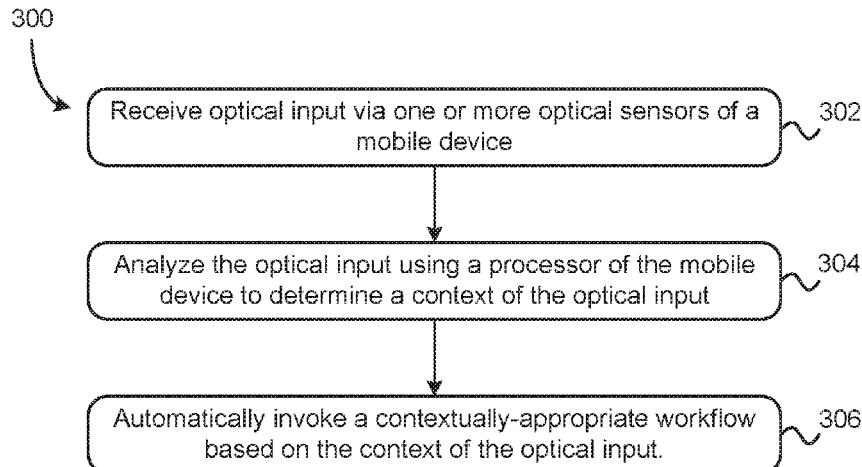 300
Receive optical input via one or more optical sensors of a
mobile device
302
Analyze the optical input using a processor of the mobile
device to determine a context of the optical input
304
Automatically invoke a contextually-appropriate workflow
based on the context of the optical input.
306